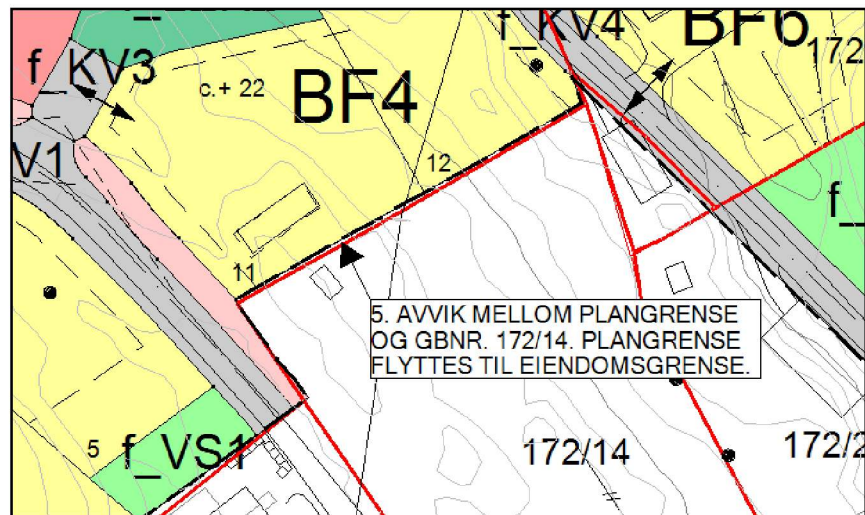 f_KV3
c.+ 22
BF4
f_KV4
BF6
172
V1
12
11
f_
5. AVVIK MELLOM PLANGRENSE
OG GBNR. 172/14. PLANGRENSE
FLYTTES TIL EIENDOMSGRENSE.
5
f_VS1
172/14
172/2